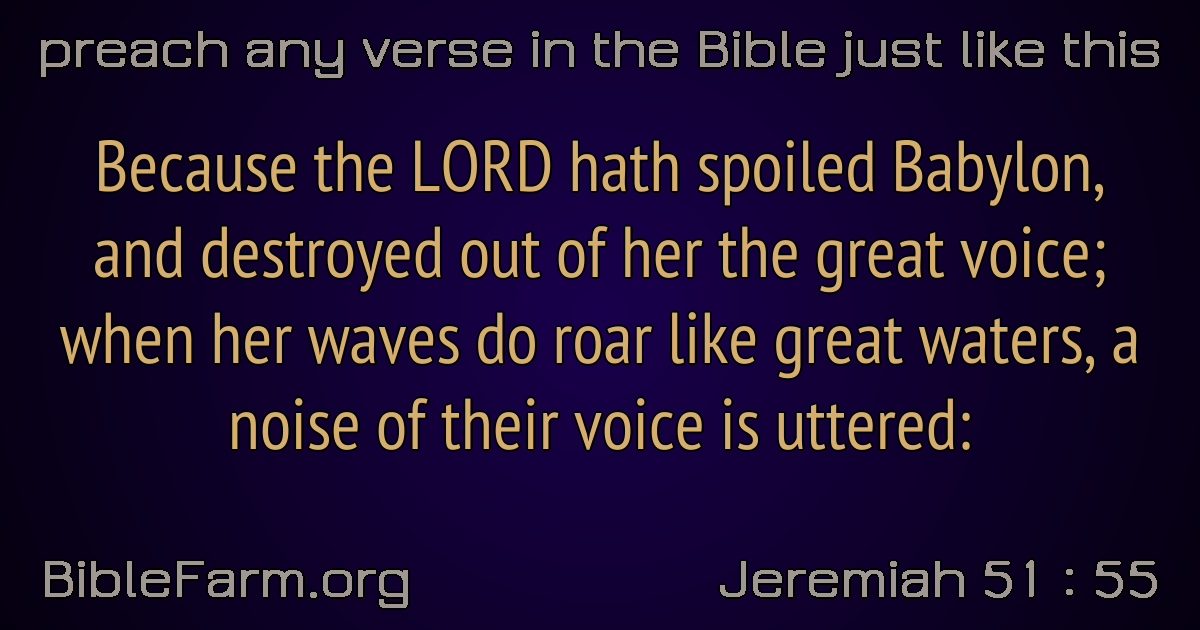 preach any verse in the Bible just like this
Because the LORD hath spoiled Babylon,
and destroyed out of her the great voice;
when her waves do roar like great waters, a
noise of their voice is uttered:
BibleFarm.org
Jeremiah 51 : 55